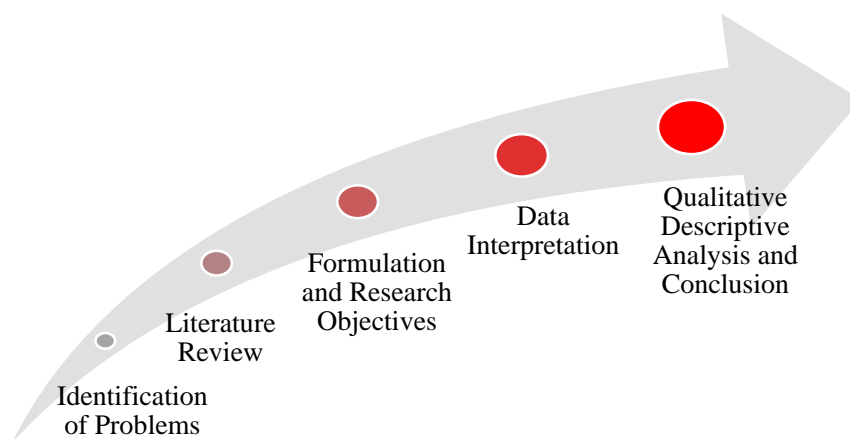 Identification
of Problems
Literature
Review
Formulation
and Research
Objectives
Data
Interpretation
Qualitative
Descriptive
Analysis and
Conclusion